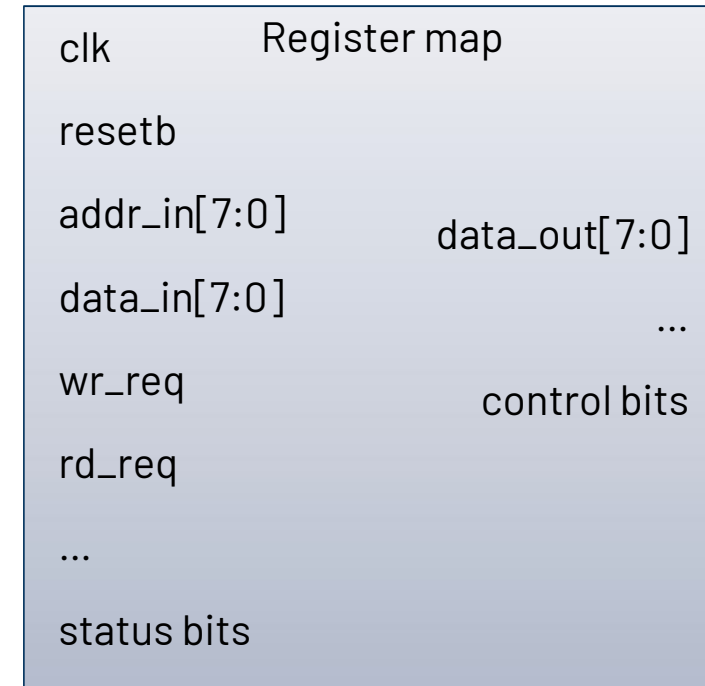 Register map
clk
resetb
addr_in[7:0]
data_out[7:0]
data_in[7:0]
...
wr_req
control bits
rd_req
...
status bits